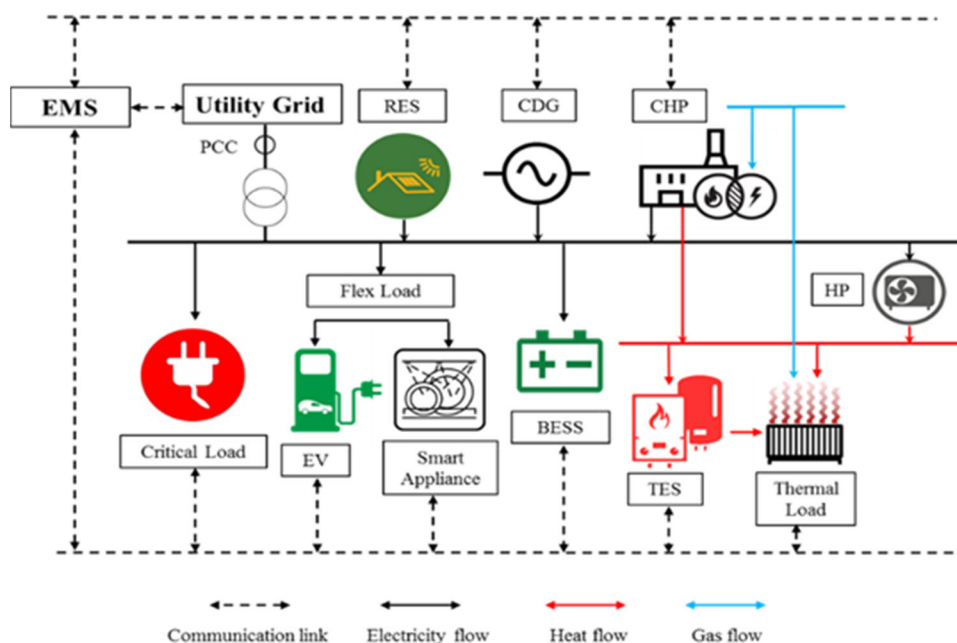 EMS
Utility Grid
RES
CDG
CHP
PCC
Flex Load
HP
Critical Load
EV
Smart
Appliance
BESS
TES
Thermal
Load
Communication link
Electricity flow
Heat flow
Gas flow